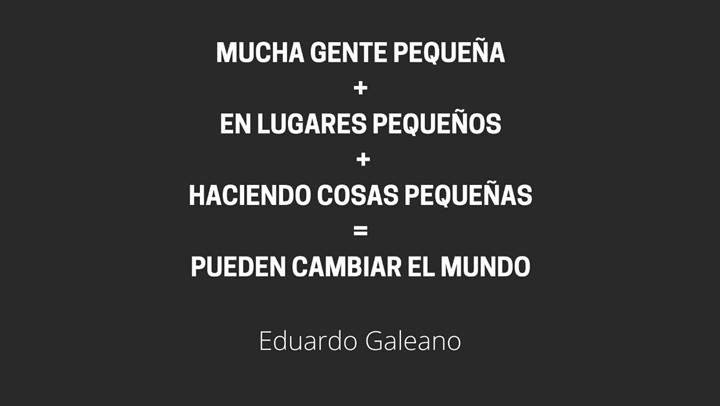 MUCHA GENTE PEQUEÑA
+
EN LUGARES PEQUEÑOS
+
HACIENDO COSAS PEQUEÑAS
=
PUEDEN CAMBIAR EL MUNDO
Eduardo Galeano